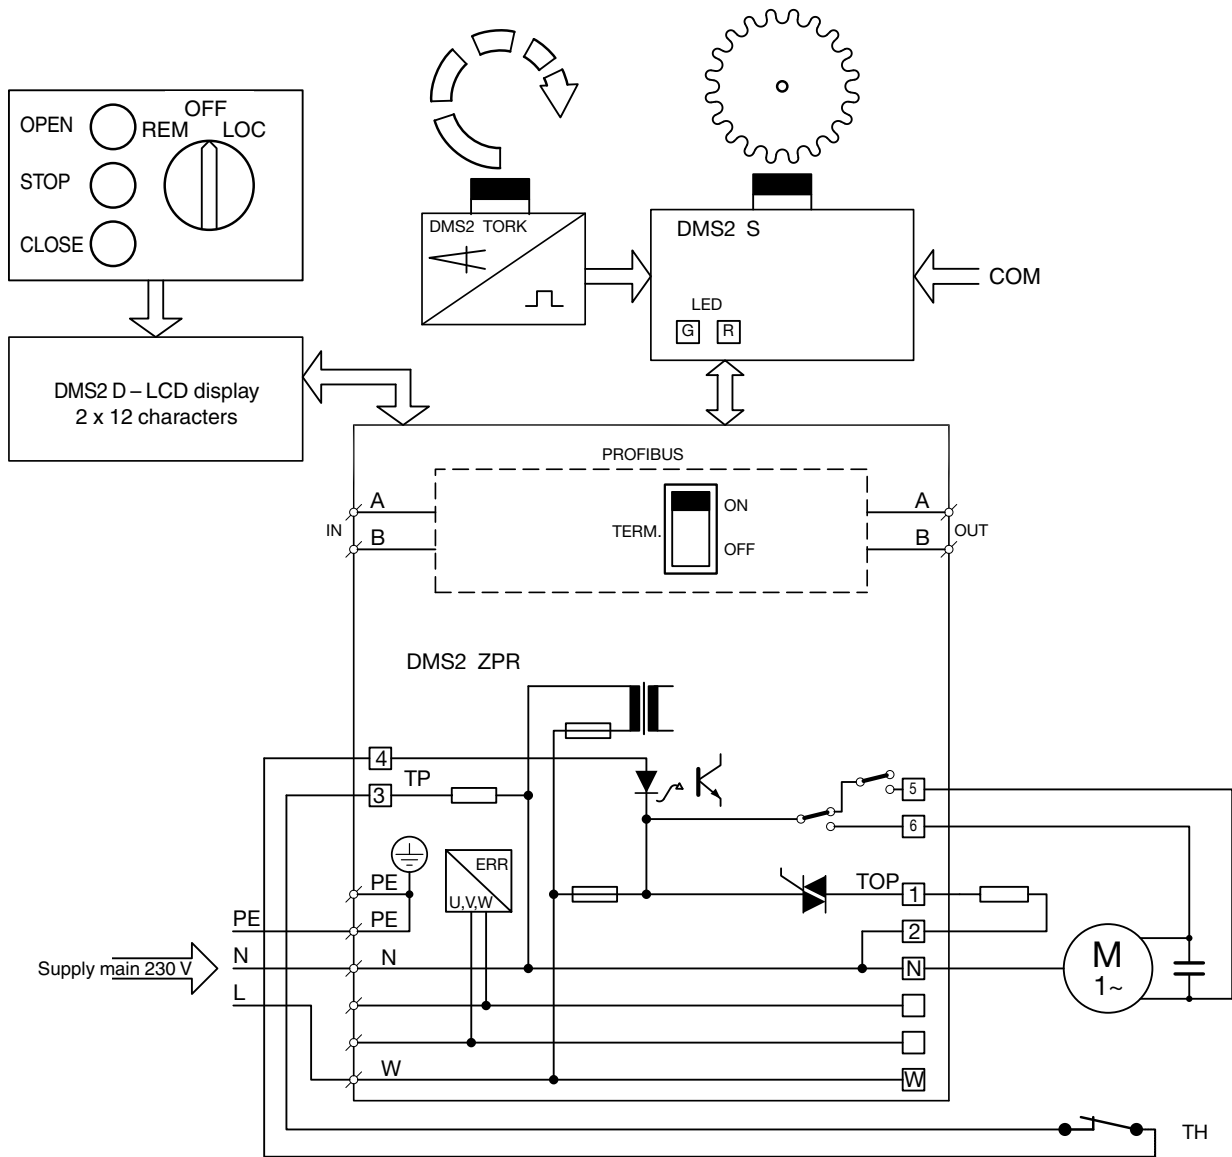 OPEN
STOP
CLOSE
OFF
REM LOC
DMS2 D – LCD display
2 x 12 characters
DMS2 TORK
DMS2 S
LED
G R
COM
PROFIBUS
IN
A
B
TERM.
ON
OFF
A
B
OUT
DMS2 ZPR
4
TP
3
5
6
ERR
U,V,W
PE
PE
PE
TOP
1
2
N
N
N
L
Supply main 230 V
M
1~
W
W
TH